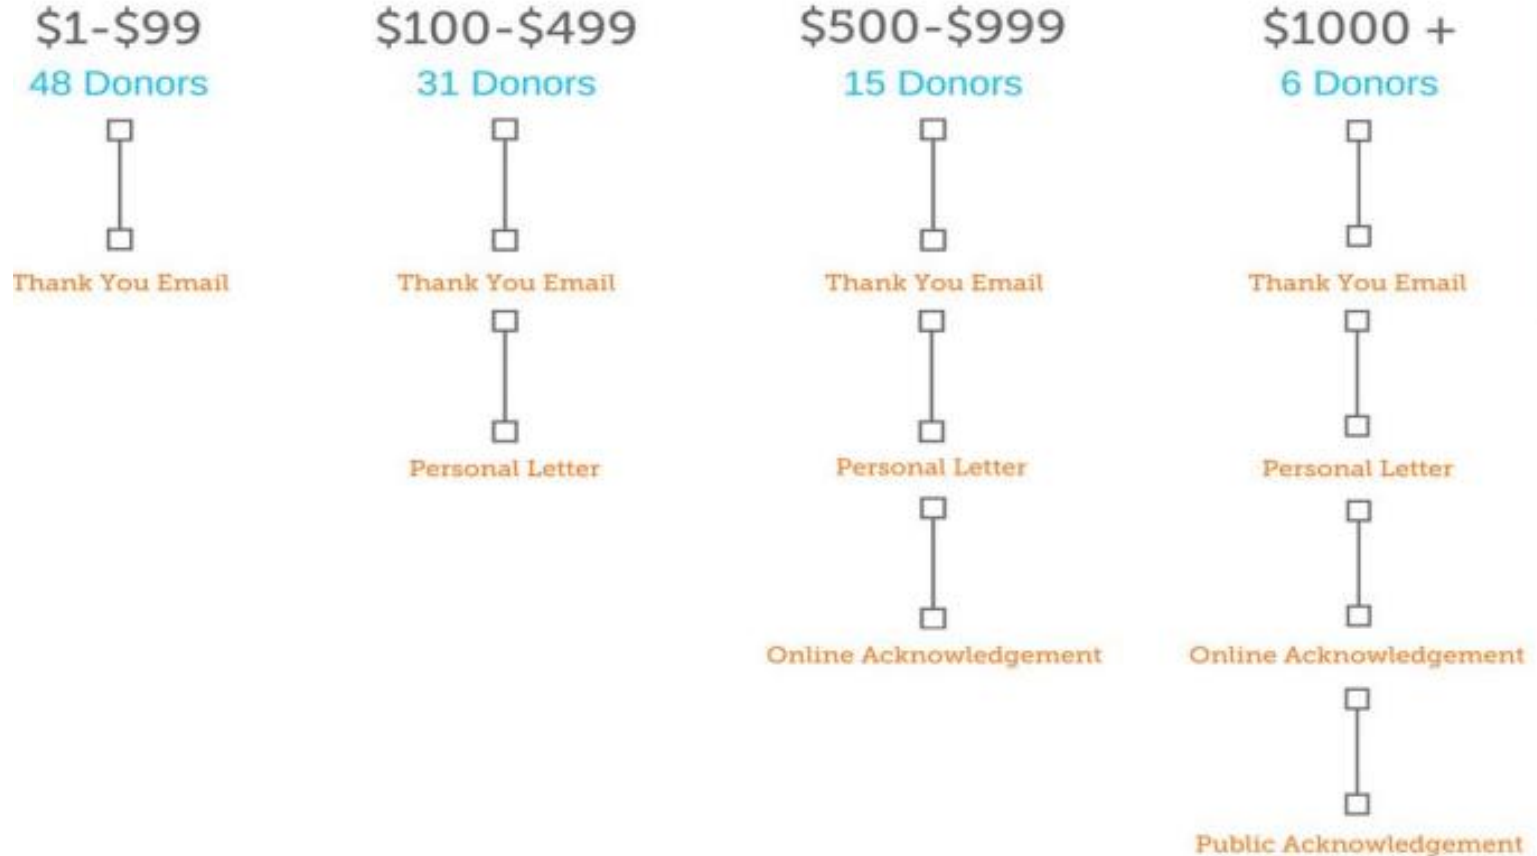 $1-$99
48 Donors
Thank You Email
$100-$499
31 Donors
Thank You Email
Personal Letter
$500-$999
15 Donors
Thank You Email
Personal Letter
Online Acknowledgement
$1000 +
6 Donors
Thank You Email
Personal Letter
Online Acknowledgement
Public Acknowledgement